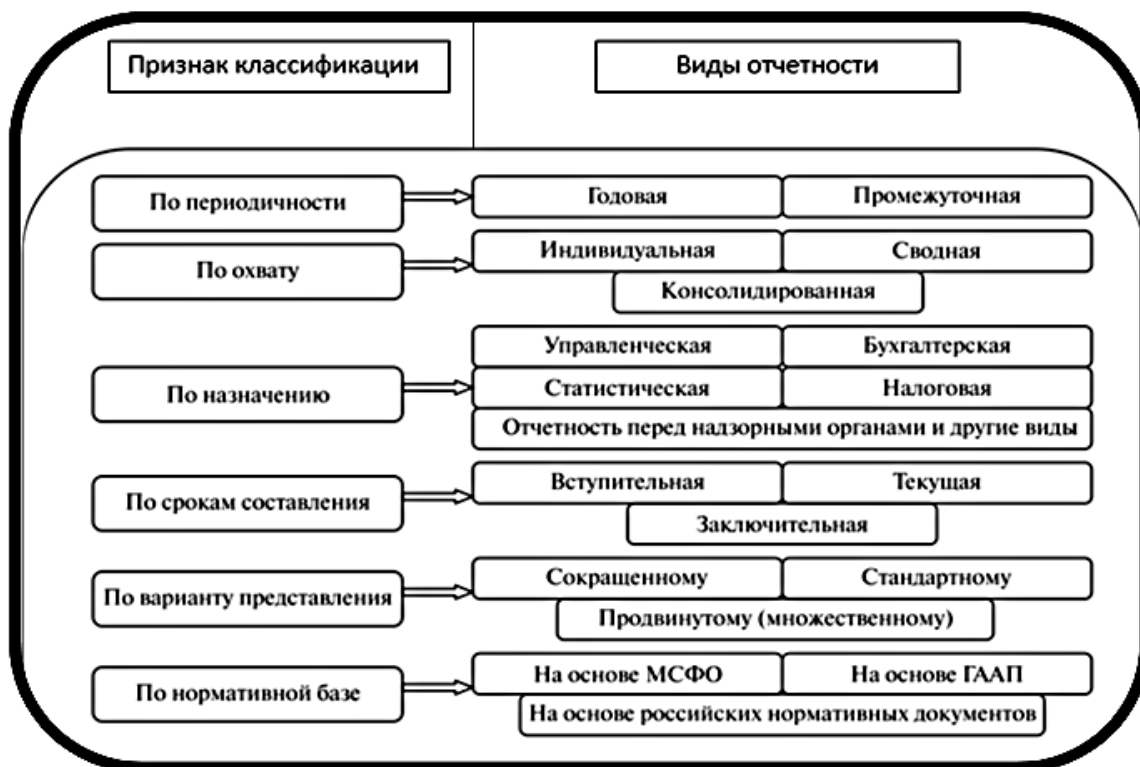 Признак классификации
Виды отчетности
По периодичности
Годовая
Промежуточная
По охвату
Индивидуальная
Сводная
Консолидированная
По назначению
Управленческая
Бухгалтерская
Статистическая
Налоговая
Отчетность перед надзорными органами и другие виды
По срокам составления
Вступительная
Текущая
Заключительная
По варианту представления
Сокращенному
Стандартному
Продвинутому (множественному)
По нормативной базе
На основе МСФО
На основе ГААП
На основе российских нормативных документов